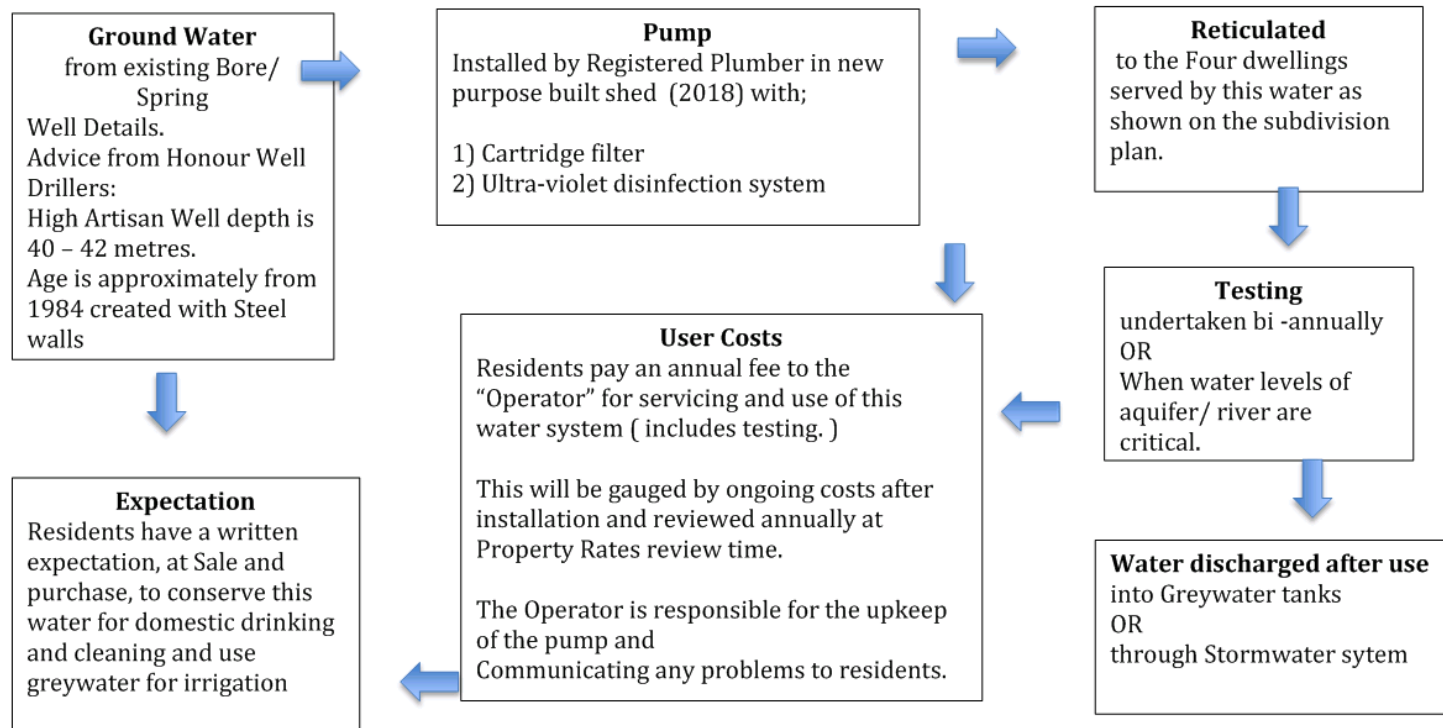 Ground Water
from existing Bore/
Spring
Well Details.
Advice from Honour Well
Drillers:
High Artisan Well depth is
40 – 42 metres.
Age is approximately from
1984 created with Steel
walls
Pump
Installed by Registered Plumber in new
purpose built shed  (2018) with;
1) Cartridge filter
2) Ultra-violet disinfection system
Reticulated
to the Four dwellings
served by this water as
shown on the subdivision
plan.
Testing
undertaken bi -annually
OR
When water levels of
aquifer/ river are
critical.
User Costs
Residents pay an annual fee to the
“Operator” for servicing and use of this
water system ( includes testing. )
This will be gauged by ongoing costs after
installation and reviewed annually at
Property Rates review time.
The Operator is responsible for the upkeep
of the pump and
Communicating any problems to residents.
Expectation
Residents have a written
expectation, at Sale and
purchase, to conserve this
water for domestic drinking
and cleaning and use
greywater for irrigation
Water discharged after use
into Greywater tanks
OR
through Stormwater sytem